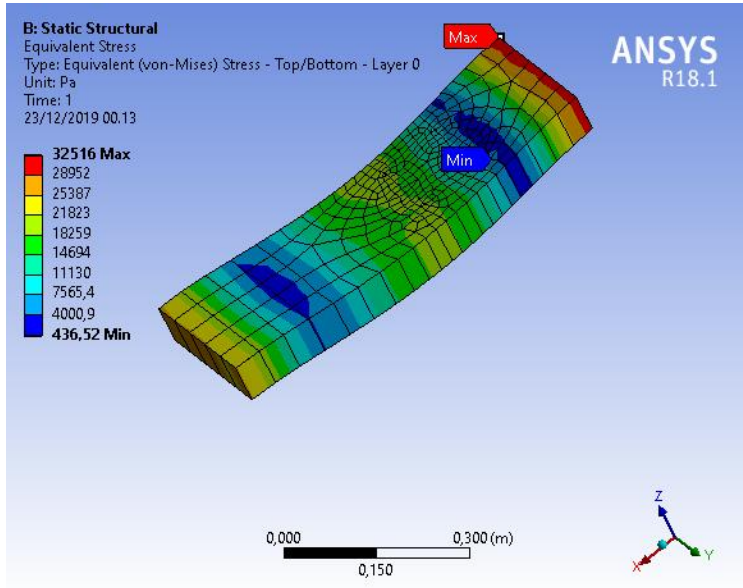 B: Static Structural
Equivalent Stress
Type: Equivalent (von-Mises) Stress - Top/Bottom - Layer 0
Unit: Pa
Time: 1
23/12/2019 00.13
ANSYS
R18.1
Max
Min
32516 Max
28952
25387
21823
18259
14694
11130
7565,4
4000,9
436,52 Min
0,000
0,300 (m)
0,150
Z
Y
X